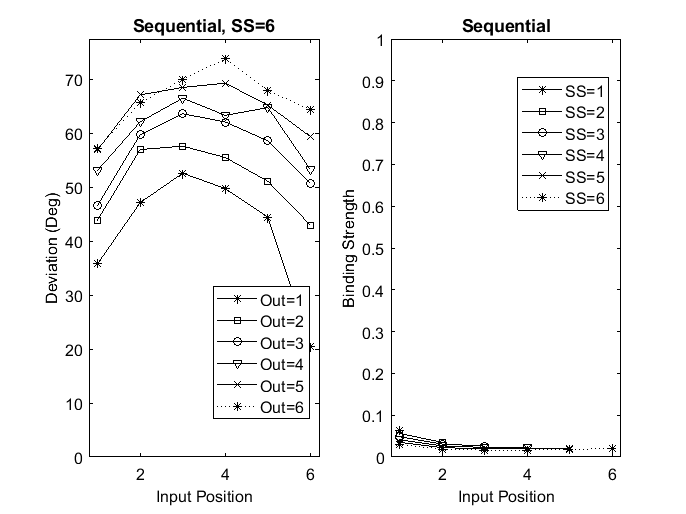 Sequential, SS=6
70
60
50
40
30
20
10
0
2
4
6
Deviation (Deg)
Input Position
Out=1
Out=2
Out=3
Out=4
Out=5
Out=6
Sequential
1
0.9
0.8
0.7
0.6
0.5
0.4
0.3
0.2
0.1
0
2
4
6
Binding Strength
Input Position
SS=1
SS=2
SS=3
SS=4
SS=5
SS=6